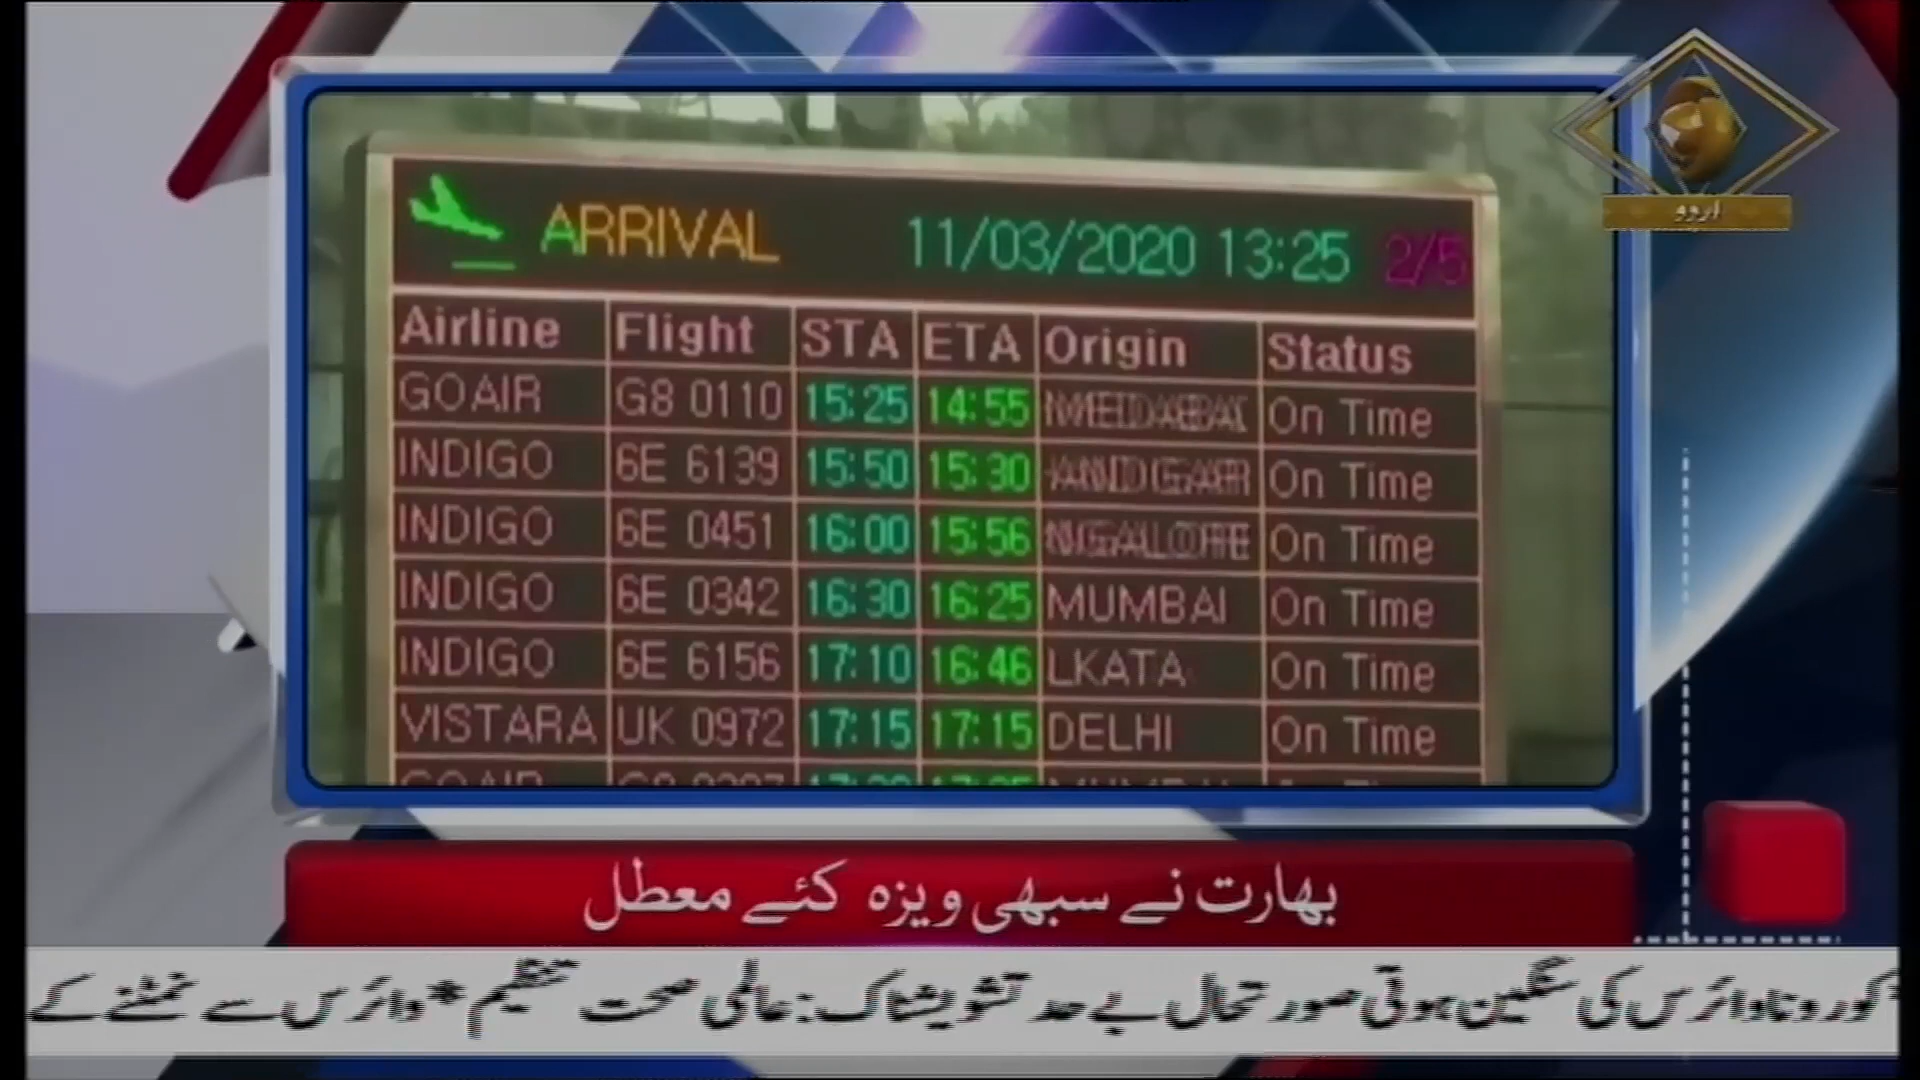 اردو
ARRIVAL 11/03/2020 13:25 2/5
Airline Flight STA ETA Origin Status
GOAIR G8 0110 15:25 14:55 On Time
INDIGO 6E 6139 15:50 15:30 On Time
INDIGO 6E 0451 16:00 15:56 On Time
INDIGO 6E 0342 16:30 16:25 MUMBAI On Time
INDIGO 6E 6156 17:10 16:46 LKATA On Time
VISTARA UK 0972 17:15 17:15 DELHI On Time
بھارت نے سبھی ویزہ کئے معطل
کوروناوائرس کی سنگین ہوتی صورتحال بے حد تشویشناک:عالمی صحت تنظیم*وائرس سے نمٹنے کے